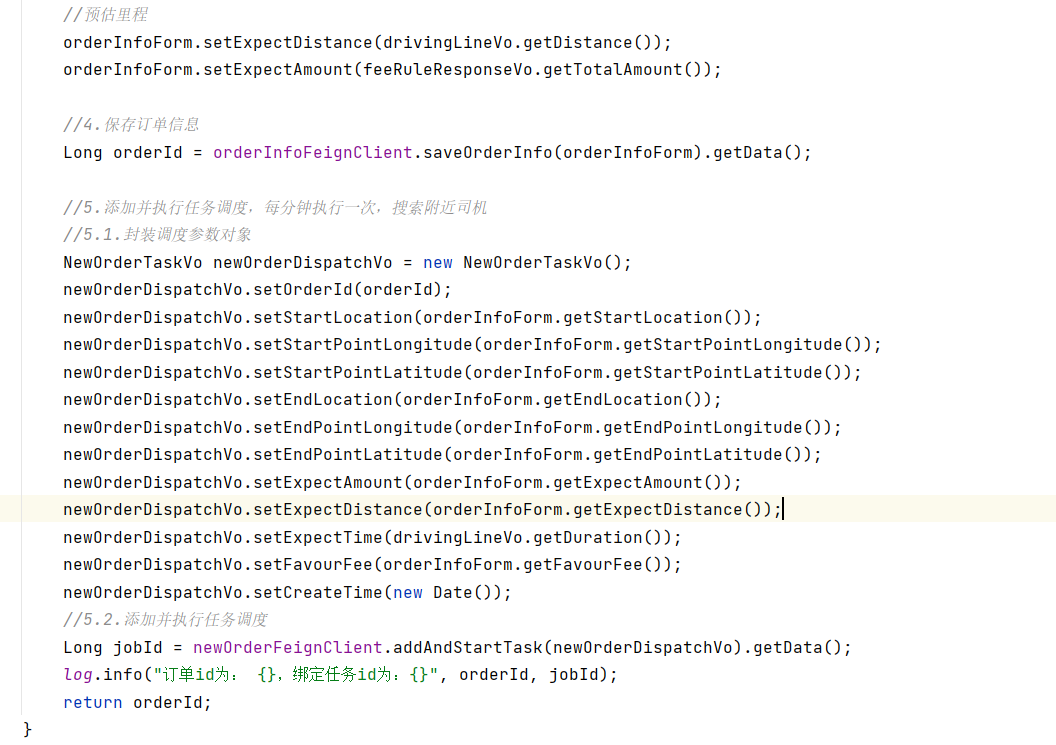 //预估里程
orderInfoForm.setExpectDistance(drivingLineVo.getDistance());
orderInfoForm.setExpectAmount(feeRuleResponseVo.getTotalAmount());
//4.保存订单信息
Long orderId = orderInfoFeignClient.saveOrderInfo(orderInfoForm).getData();
//5.添加并执行任务调度，每分钟执行一次，搜索附近司机
//5.1.封装调度参数对象
NewOrderTaskVo newOrderDispatchVo = new NewOrderTaskVo();
newOrderDispatchVo.setOrderId(orderId);
newOrderDispatchVo.setStartLocation(orderInfoForm.getStartLocation());
newOrderDispatchVo.setStartPointLongitude(orderInfoForm.getStartPointLongitude());
newOrderDispatchVo.setStartPointLatitude(orderInfoForm.getStartPointLatitude());
newOrderDispatchVo.setEndLocation(orderInfoForm.getEndLocation());
newOrderDispatchVo.setEndPointLongitude(orderInfoForm.getEndPointLongitude());
newOrderDispatchVo.setEndPointLatitude(orderInfoForm.getEndPointLatitude());
newOrderDispatchVo.setExpectAmount(orderInfoForm.getExpectAmount());
newOrderDispatchVo.setExpectDistance(orderInfoForm.getExpectDistance());
newOrderDispatchVo.setExpectTime(drivingLineVo.getDuration());
newOrderDispatchVo.setFavourFee(orderInfoForm.getFavourFee());
newOrderDispatchVo.setCreateTime(new Date());
//5.2.添加并执行任务调度
Long jobId = newOrderFeignClient.addAndStartTask(newOrderDispatchVo).getData();
log.info("订单id为： {}，绑定任务id为：{}", orderId, jobId);
return orderId;
}